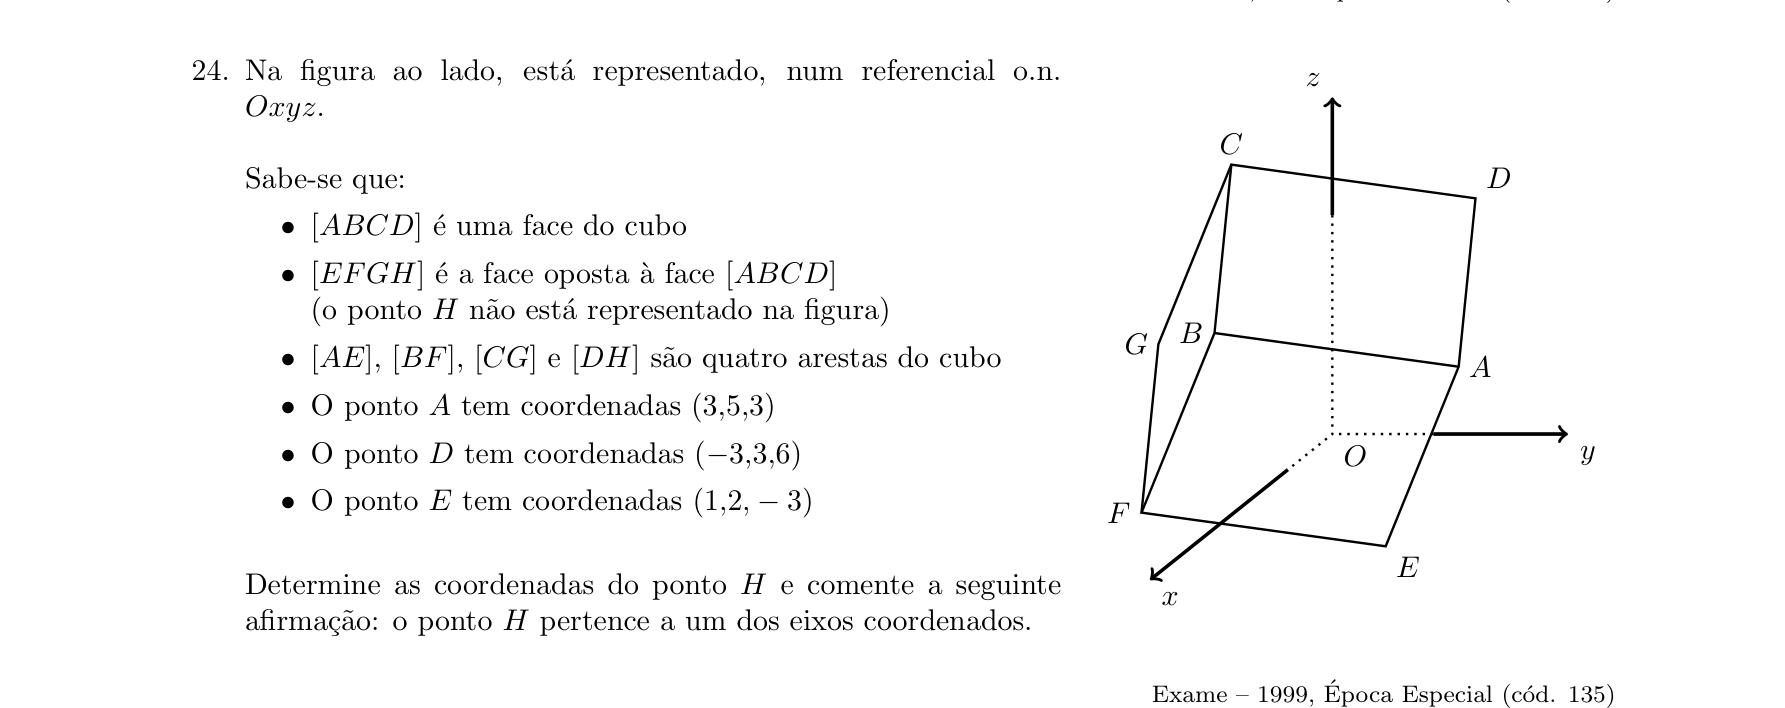 24. Na figura ao lado, está representado, num referencial o.n.
Oxyz.
Sabe-se que:
• [ABCD] é uma face do cubo
• [EFGH] é a face oposta à face [ABCD]
(o ponto H não está representado na figura)
• [AE], [BF], [CG] e [DH] são quatro arestas do cubo
• O ponto A tem coordenadas (3,5,3)
• O ponto D tem coordenadas (−3,3,6)
• O ponto E tem coordenadas (1,2, − 3)
Determine as coordenadas do ponto H e comente a seguinte
afirmação: o ponto H pertence a um dos eixos coordenados.
z
C
D
G
B
A
O
y
F
E
x
Exame – 1999, Época Especial (cód. 135)